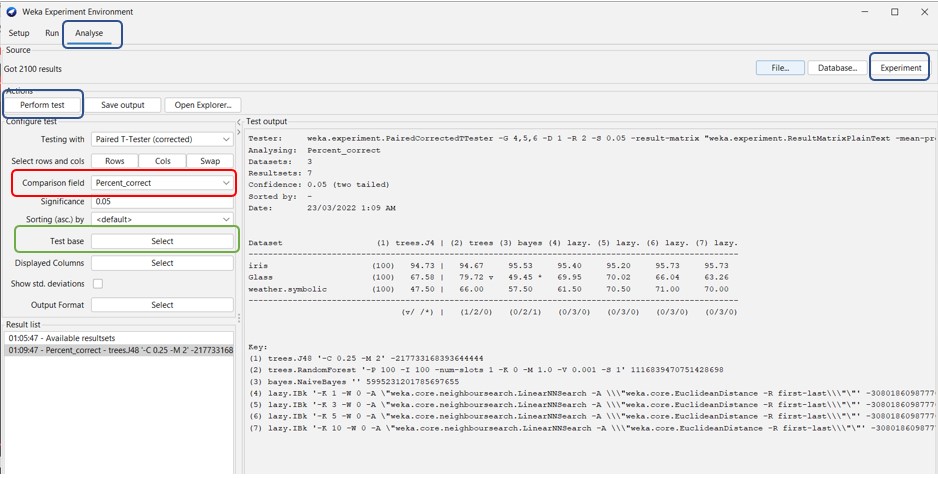 Weka Experiment Environment
Setup Run Analyse
Source
Got 2100 results File... Database... Experiment
Actions
Perform test Save output Open Explorer...
Configure test
Testing with Paired T-Tester (corrected)
Select rows and cols Rows Cols Swap
Comparison field Percent_correct
Significance 0.05
Sorting (asc.) by <default>
Test base Select
Displayed Columns Select
Show std. deviations
Output Format Select
Result list
01:05:47 - Available resultsets
01:09:47 - Percent_correct - trees.J48 '-C 0.25 -M 2' -2177331683
Test output
Tester: weka.experiment.PairedCorrectedTTester -G 4,5,6 -D 1 -R 2 -S 0.05 -result-matrix "weka.experiment.ResultMatrixPlainText -mean-pre
Analysing: Percent_correct
Datasets: 3
Resultsets: 7
Confidence: 0.05 (two tailed)
Sorted by: -
Date: 23/03/2022 1:09 AM
Dataset (1) trees.J4 | (2) trees (3) bayes (4) lazy. (5) lazy. (6) lazy. (7) lazy.
--------------------------------------------------------------------------------
iris (100) 94.73 | 94.67 95.53 95.40 95.20 95.73 95.73
Glass (100) 67.58 | 79.72 v 49.45 * 69.95 70.02 66.04 63.26
weather.symbolic (100) 47.50 | 66.00 57.50 61.50 70.50 71.00 70.00
--------------------------------------------------------------------------------
(v/ /*) | (1/2/0) (0/2/1) (0/3/0) (0/3/0) (0/3/0) (0/3/0)
Key:
(1) trees.J48 '-C 0.25 -M 2' -217733168393644444
(2) trees.RandomForest '-P 100 -I 100 -num-slots 1 -K 0 -M 1.0 -V 0.001 -S 1' 1116839470751428698
(3) bayes.NaiveBayes '' 5995231201785697655
(4) lazy.IBk '-K 1 -W 0 -A \"weka.core.neighboursearch.LinearNNSearch -A \\\"weka.core.EuclideanDistance -R first-last\\\"\"' -3080186098777
(5) lazy.IBk '-K 3 -W 0 -A \"weka.core.neighboursearch.LinearNNSearch -A \\\"weka.core.EuclideanDistance -R first-last\\\"\"' -3080186098777
(6) lazy.IBk '-K 5 -W 0 -A \"weka.core.neighboursearch.LinearNNSearch -A \\\"weka.core.EuclideanDistance -R first-last\\\"\"' -3080186098777
(7) lazy.IBk '-K 10 -W 0 -A \"weka.core.neighboursearch.LinearNNSearch -A \\\"weka.core.EuclideanDistance -R first-last\\\"\"' -308018609877